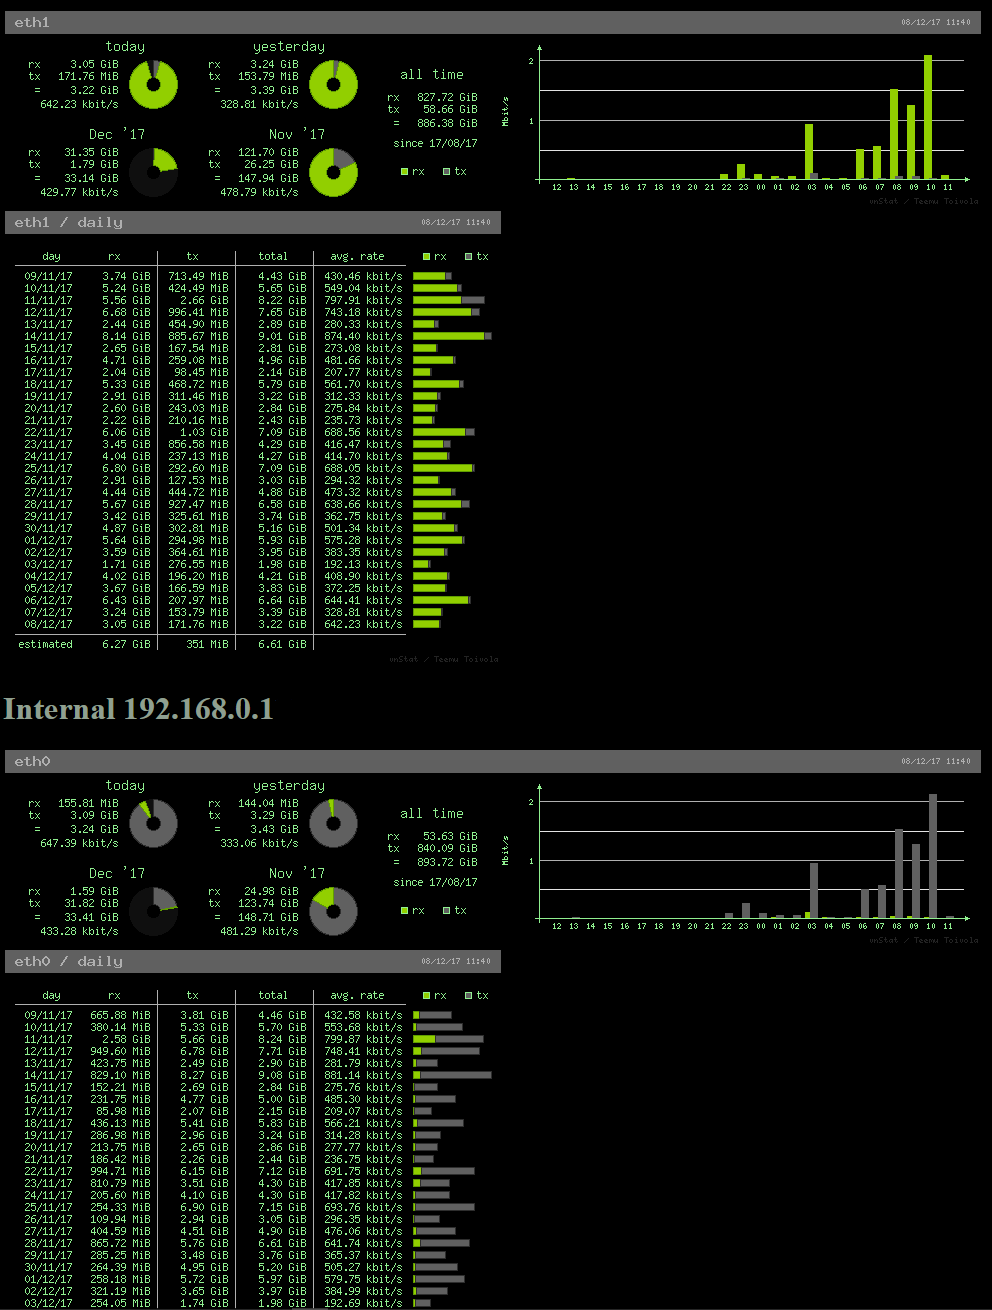 eth1 08/12/17 11:40
today yesterday
rx 3.05 GiB rx 3.24 GiB
tx 171.76 MiB tx 153.79 MiB
= 3.22 GiB = 3.39 GiB
642.23 kbit/s 328.81 kbit/s
Dec '17 Nov '17
rx 31.35 GiB rx 121.70 GiB
tx 1.79 GiB tx 26.25 GiB
= 33.14 GiB = 147.94 GiB
429.77 kbit/s 478.79 kbit/s
all time
rx 827.72 GiB
tx 58.66 GiB
= 886.38 GiB
since 17/08/17
rx tx
Mbit/s
2
1
12 13 14 15 16 17 18 19 20 21 22 23 00 01 02 03 04 05 06 07 08 09 10 11
vnStat / Teemu Toivola
eth1 / daily 08/12/17 11:40
day rx tx total avg. rate rx tx
09/11/17 3.74 GiB 713.49 MiB 4.43 GiB 430.46 kbit/s
10/11/17 5.24 GiB 424.49 MiB 5.65 GiB 549.04 kbit/s
11/11/17 5.56 GiB 2.66 GiB 8.22 GiB 797.91 kbit/s
12/11/17 6.68 GiB 996.41 MiB 7.65 GiB 743.18 kbit/s
13/11/17 2.44 GiB 454.90 MiB 2.89 GiB 280.33 kbit/s
14/11/17 8.14 GiB 885.67 MiB 9.01 GiB 874.40 kbit/s
15/11/17 2.65 GiB 167.54 MiB 2.81 GiB 273.08 kbit/s
16/11/17 4.71 GiB 259.08 MiB 4.96 GiB 481.66 kbit/s
17/11/17 2.04 GiB 98.45 MiB 2.14 GiB 207.77 kbit/s
18/11/17 5.33 GiB 468.72 MiB 5.79 GiB 561.70 kbit/s
19/11/17 2.91 GiB 311.46 MiB 3.22 GiB 312.33 kbit/s
20/11/17 2.60 GiB 243.03 MiB 2.84 GiB 275.84 kbit/s
21/11/17 2.22 GiB 210.16 MiB 2.43 GiB 235.73 kbit/s
22/11/17 6.06 GiB 1.03 GiB 7.09 GiB 688.56 kbit/s
23/11/17 3.45 GiB 856.58 MiB 4.29 GiB 416.47 kbit/s
24/11/17 4.04 GiB 237.13 MiB 4.27 GiB 414.70 kbit/s
25/11/17 6.80 GiB 292.60 MiB 7.09 GiB 688.05 kbit/s
26/11/17 2.91 GiB 127.53 MiB 3.03 GiB 294.32 kbit/s
27/11/17 4.44 GiB 444.72 MiB 4.88 GiB 473.32 kbit/s
28/11/17 5.67 GiB 927.47 MiB 6.58 GiB 638.66 kbit/s
29/11/17 3.42 GiB 325.61 MiB 3.74 GiB 362.75 kbit/s
30/11/17 4.87 GiB 302.81 MiB 5.16 GiB 501.34 kbit/s
01/12/17 5.64 GiB 294.98 MiB 5.93 GiB 575.28 kbit/s
02/12/17 3.59 GiB 364.61 MiB 3.95 GiB 383.35 kbit/s
03/12/17 1.71 GiB 276.55 MiB 1.98 GiB 192.13 kbit/s
04/12/17 4.02 GiB 196.20 MiB 4.21 GiB 408.90 kbit/s
05/12/17 3.67 GiB 166.59 MiB 3.83 GiB 372.25 kbit/s
06/12/17 6.43 GiB 207.97 MiB 6.64 GiB 644.41 kbit/s
07/12/17 3.24 GiB 153.79 MiB 3.39 GiB 328.81 kbit/s
08/12/17 3.05 GiB 171.76 MiB 3.22 GiB 642.23 kbit/s
estimated 6.27 GiB 351 MiB 6.61 GiB
vnStat / Teemu Toivola
Internal 192.168.0.1
eth0 08/12/17 11:40
today yesterday
rx 155.81 MiB rx 144.04 MiB
tx 3.09 GiB tx 3.29 GiB
= 3.24 GiB = 3.43 GiB
647.39 kbit/s 333.06 kbit/s
Dec '17 Nov '17
rx 1.59 GiB rx 24.98 GiB
tx 31.82 GiB tx 123.74 GiB
= 33.41 GiB = 148.71 GiB
433.28 kbit/s 481.29 kbit/s
all time
rx 53.63 GiB
tx 840.09 GiB
= 893.72 GiB
since 17/08/17
rx tx
Mbit/s
2
1
12 13 14 15 16 17 18 19 20 21 22 23 00 01 02 03 04 05 06 07 08 09 10 11
vnStat / Teemu Toivola
eth0 / daily 08/12/17 11:40
day rx tx total avg. rate rx tx
09/11/17 665.88 MiB 3.81 GiB 4.46 GiB 432.58 kbit/s
10/11/17 380.14 MiB 5.33 GiB 5.70 GiB 553.68 kbit/s
11/11/17 2.58 GiB 5.66 GiB 8.24 GiB 799.87 kbit/s
12/11/17 949.60 MiB 6.78 GiB 7.71 GiB 748.41 kbit/s
13/11/17 423.75 MiB 2.49 GiB 2.90 GiB 281.79 kbit/s
14/11/17 829.10 MiB 8.27 GiB 9.08 GiB 881.14 kbit/s
15/11/17 152.21 MiB 2.69 GiB 2.84 GiB 275.76 kbit/s
16/11/17 231.75 MiB 4.77 GiB 5.00 GiB 485.30 kbit/s
17/11/17 85.98 MiB 2.07 GiB 2.15 GiB 209.07 kbit/s
18/11/17 436.13 MiB 5.41 GiB 5.83 GiB 566.21 kbit/s
19/11/17 286.98 MiB 2.96 GiB 3.24 GiB 314.28 kbit/s
20/11/17 213.75 MiB 2.65 GiB 2.86 GiB 277.77 kbit/s
21/11/17 186.42 MiB 2.26 GiB 2.44 GiB 236.75 kbit/s
22/11/17 994.71 MiB 6.15 GiB 7.12 GiB 691.75 kbit/s
23/11/17 810.79 MiB 3.51 GiB 4.30 GiB 417.85 kbit/s
24/11/17 205.60 MiB 4.10 GiB 4.30 GiB 417.82 kbit/s
25/11/17 254.33 MiB 6.90 GiB 7.15 GiB 693.76 kbit/s
26/11/17 109.94 MiB 2.94 GiB 3.05 GiB 296.35 kbit/s
27/11/17 404.59 MiB 4.51 GiB 4.90 GiB 476.06 kbit/s
28/11/17 865.72 MiB 5.76 GiB 6.61 GiB 641.74 kbit/s
29/11/17 285.25 MiB 3.48 GiB 3.76 GiB 365.37 kbit/s
30/11/17 264.39 MiB 4.95 GiB 5.20 GiB 505.27 kbit/s
01/12/17 258.18 MiB 5.72 GiB 5.97 GiB 579.75 kbit/s
02/12/17 321.19 MiB 3.65 GiB 3.97 GiB 384.99 kbit/s
03/12/17 254.05 MiB 1.74 GiB 1.98 GiB 192.69 kbit/s